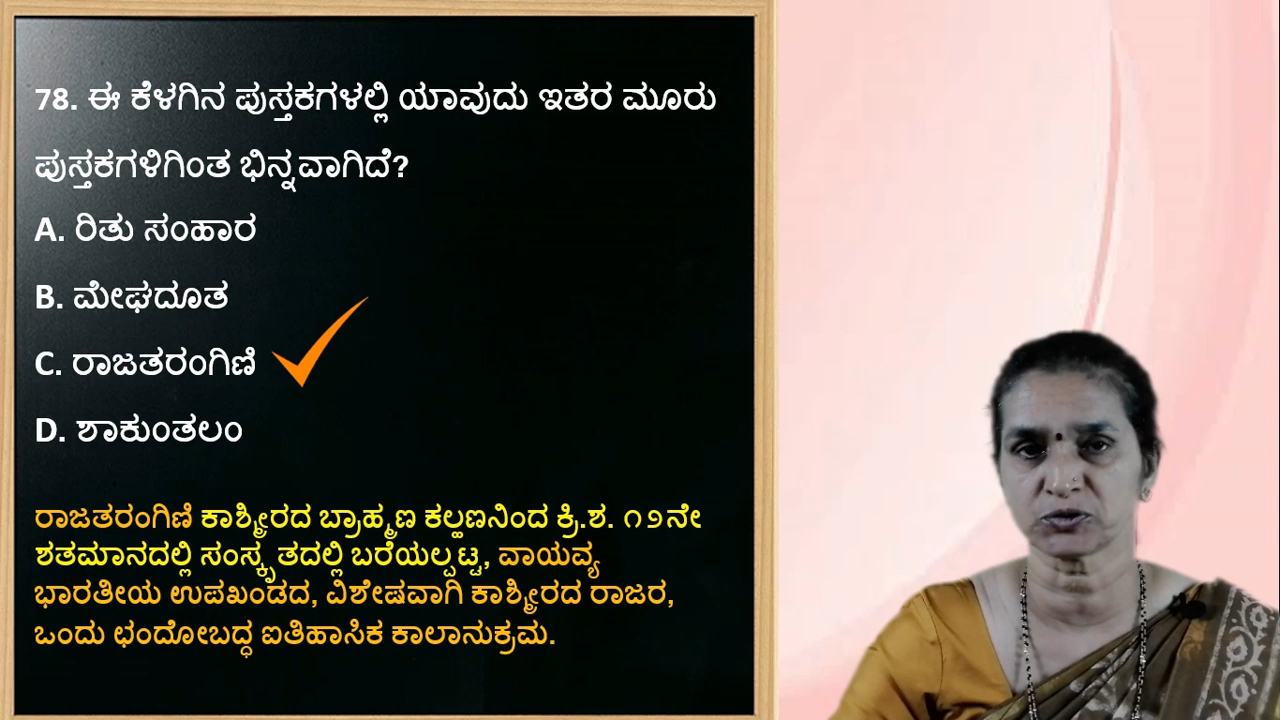 78. ಈ ಕೆಳಗಿನ ಪುಸ್ತಕಗಳಲ್ಲಿ ಯಾವುದು ಇತರ ಮೂರು
ಪುಸ್ತಕಗಳಿಗಿಂತ ಭಿನ್ನವಾಗಿದೆ?
A. ರಿತು ಸಂಹಾರ
B. ಮೇಘದೂತ
C. ರಾಜತರಂಗಿಣಿ
D. ಶಾಕುಂತಲಂ
ರಾಜತರಂಗಿಣಿ ಕಾಶ್ಮೀರದ ಬ್ರಾಹ್ಮಣ ಕಲ್ಹಣನಿಂದ ಕ್ರಿ.ಶ. ೧೨ನೇ
ಶತಮಾನದಲ್ಲಿ ಸಂಸ್ಕೃತದಲ್ಲಿ ಬರೆಯಲ್ಪಟ್ಟ, ವಾಯವ್ಯ
ಭಾರತೀಯ ಉಪಖಂಡದ, ವಿಶೇಷವಾಗಿ ಕಾಶ್ಮೀರದ ರಾಜರ,
ಒಂದು ಛಂದೋಬದ್ಧ ಐತಿಹಾಸಿಕ ಕಾಲಾನುಕ್ರಮ.